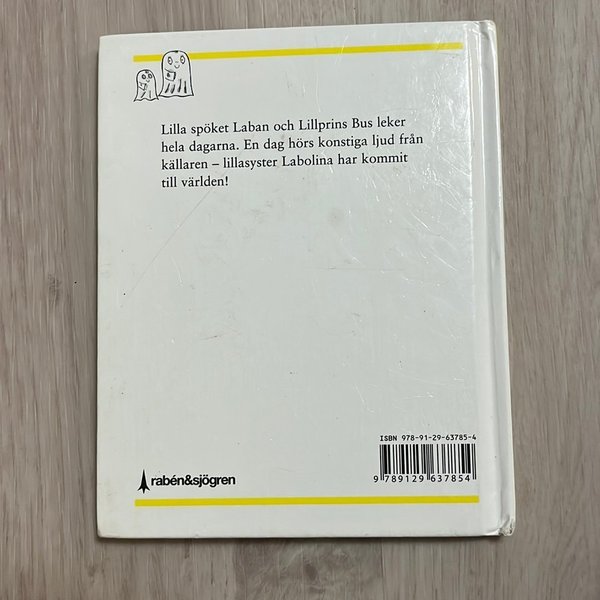 Lilla spöket Laban och Lillprins Bus leker
hela dagarna. En dag hörs konstiga ljud från
källaren – lillasyster Labolina har kommit
till världen!
ISBN 978-91-29-63785-4
9 789129 637854
rabén&sjögren